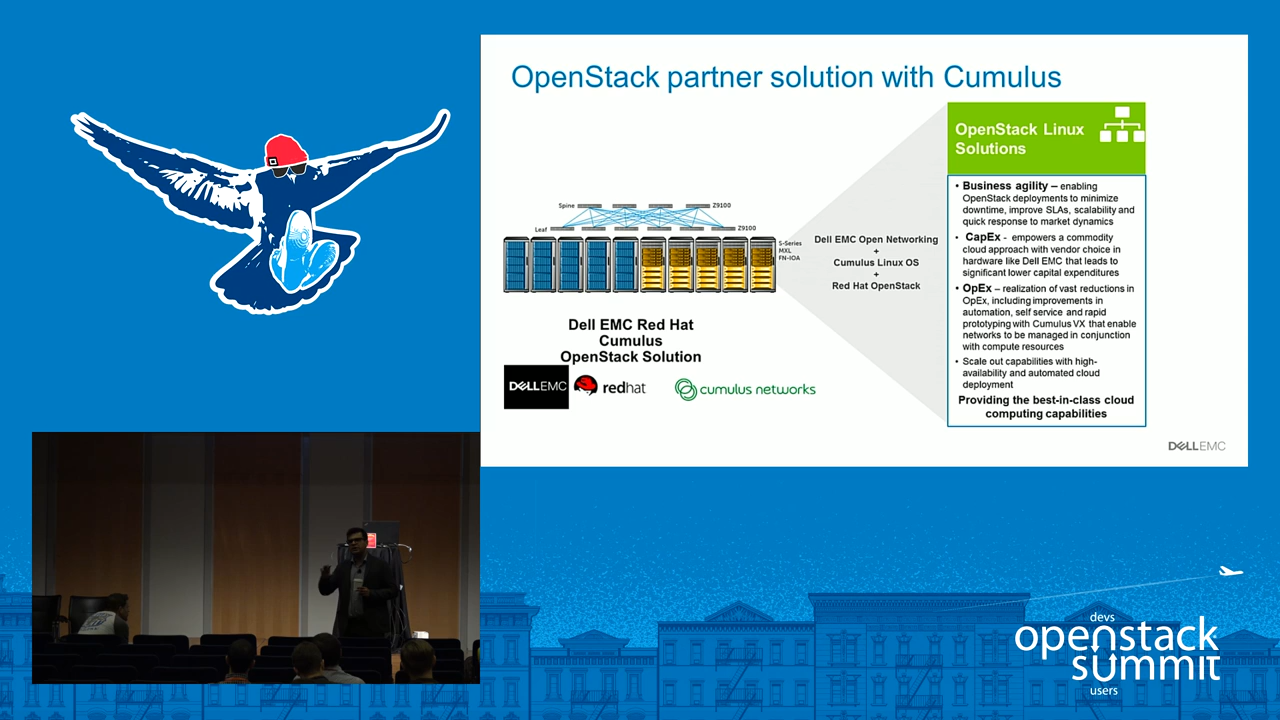 OpenStack partner solution with Cumulus
OpenStack Linux
Solutions
Spine
Z9100
Leaf
Z9100
S-Series
MXL
FN-IOA
Dell EMC Open Networking
+
Cumulus Linux OS
+
Red Hat OpenStack
• Business agility – enabling
OpenStack deployments to minimize
downtime, improve SLAs, scalability and
quick response to market dynamics
• CapEx - empowers a commodity
cloud approach with vendor choice in
hardware like Dell EMC that leads to
significant lower capital expenditures
• OpEx – realization of vast reductions in
OpEx, including improvements in
automation, self service and rapid
prototyping with Cumulus VX that enable
networks to be managed in conjunction
with compute resources
• Scale out capabilities with high-
availability and automated cloud
deployment
Providing the best-in-class cloud
computing capabilities
Dell EMC Red Hat
Cumulus
OpenStack Solution
DELLEMC
redhat
cumulus networks
DELLEMC
devs
openstack
summit
users